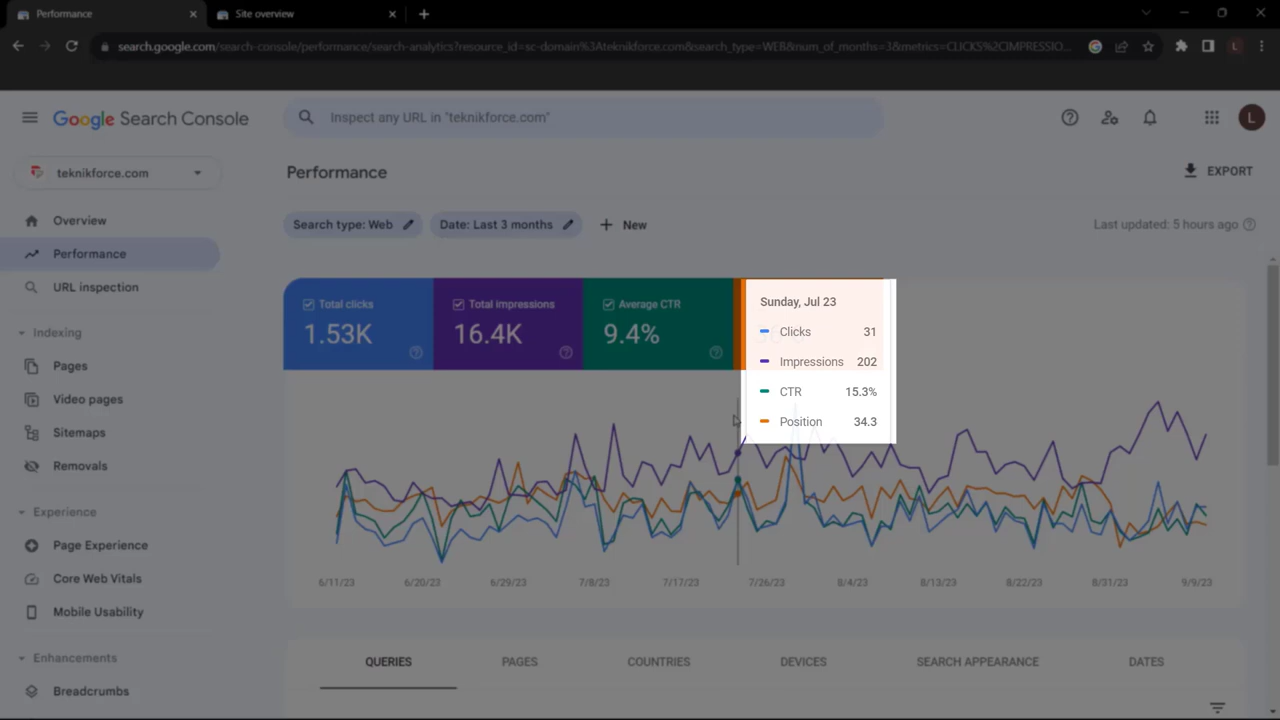 Performance
Site overview
search.google.com/search-console/performance/search-analytics?resource_id=sc-domain%3Ateknikforce.com&search_type=WEB&num_of_months=3&metrics=CLICKS%2CIMPRESSIO...
L
Google Search Console
Inspect any URL in "teknikforce.com"
L
teknikforce.com
Performance
EXPORT
Overview
Search type: Web
Date: Last 3 months
New
Last updated: 5 hours ago
Performance
URL inspection
Total clicks
Total impressions
Average CTR
1.53K
16.4K
9.4%
Sunday, Jul 23
Clicks 31
Impressions 202
CTR 15.3%
Position 34.3
Indexing
Pages
Video pages
Sitemaps
Removals
Experience
Page Experience
Core Web Vitals
Mobile Usability
Enhancements
Breadcrumbs
6/11/23 6/20/23 6/29/23 7/8/23 7/17/23 7/26/23 8/4/23 8/13/23 8/22/23 8/31/23 9/9/23
QUERIES PAGES COUNTRIES DEVICES SEARCH APPEARANCE DATES